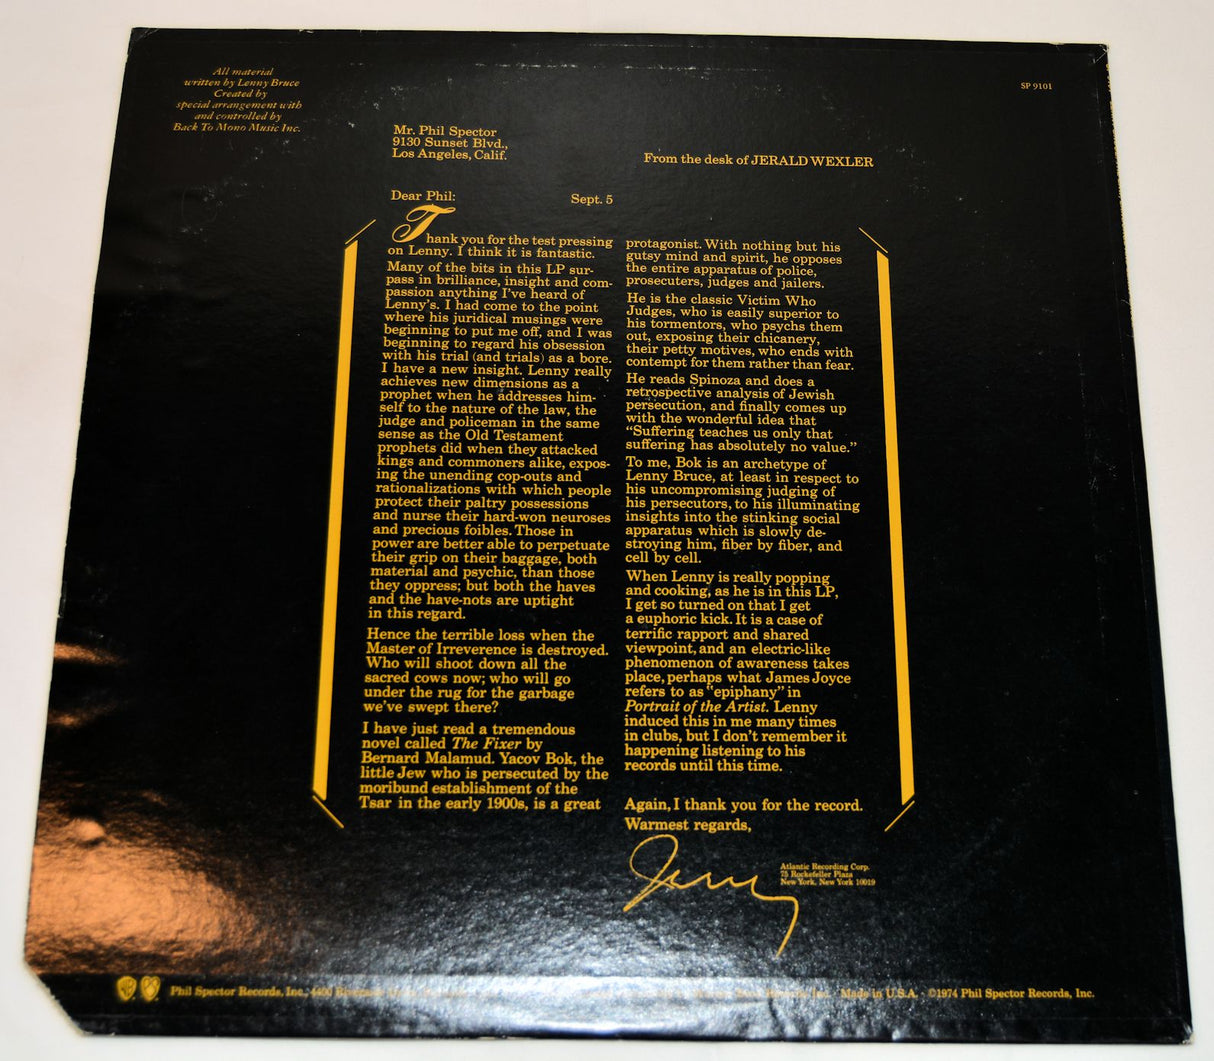 All material
written by Lenny Bruce
Created by
special arrangement with
and controlled by
Back To Mono Music Inc.
SP 9101
Mr. Phil Spector
9130 Sunset Blvd.,
Los Angeles, Calif.
From the desk of JERALD WEXLER
Dear Phil:
Sept. 5
Thank you for the test pressing
on Lenny. I think it is fantastic.
Many of the bits in this LP sur-
pass in brilliance, insight and com-
passion anything I've heard of
Lenny's. I had come to the point
where his juridical musings were
beginning to put me off, and I was
beginning to regard his obsession
with his trial (and trials) as a bore.
I have a new insight. Lenny really
achieves new dimensions as a
prophet when he addresses him-
self to the nature of the law, the
judge and policeman in the same
sense as the Old Testament
prophets did when they attacked
kings and commoners alike, expos-
ing the unending cop-outs and
rationalizations with which people
protect their paltry possessions
and nurse their hard-won neuroses
and precious foibles. Those in
power are better able to perpetuate
their grip on their baggage, both
material and psychic, than those
they oppress; but both the haves
and the have-nots are uptight
in this regard.
Hence the terrible loss when the
Master of Irreverence is destroyed.
Who will shoot down all the
sacred cows now; who will go
under the rug for the garbage
we've swept there?
I have just read a tremendous
novel called The Fixer by
Bernard Malamud. Yacov Bok, the
little Jew who is persecuted by the
moribund establishment of the
Tsar in the early 1900s, is a great
protagonist. With nothing but his
gutsy mind and spirit, he opposes
the entire apparatus of police,
prosecuters, judges and jailers.
He is the classic Victim Who
Judges, who is easily superior to
his tormentors, who psychs them
out, exposing their chicanery,
their petty motives, who ends with
contempt for them rather than fear.
He reads Spinoza and does a
retrospective analysis of Jewish
persecution, and finally comes up
with the wonderful idea that
"Suffering teaches us only that
suffering has absolutely no value."
To me, Bok is an archetype of
Lenny Bruce, at least in respect to
his uncompromising judging of
his persecutors, to his illuminating
insights into the stinking social
apparatus which is slowly de-
stroying him, fiber by fiber, and
cell by cell.
When Lenny is really popping
and cooking, as he is in this LP,
I get so turned on that I get
a euphoric kick. It is a case of
terrific rapport and shared
viewpoint, and an electric-like
phenomenon of awareness takes
place, perhaps what James Joyce
refers to as "epiphany" in
Portrait of the Artist. Lenny
induced this in me many times
in clubs, but I don't remember it
happening listening to his
records until this time.
Again, I thank you for the record.
Warmest regards,
Jerry
Atlantic Recording Corp.
75 Rockefeller Plaza
New York, New York 10019
WB PS Phil Spector Records, Inc., Made in U.S.A. · ©1974 Phil Spector Records, Inc.